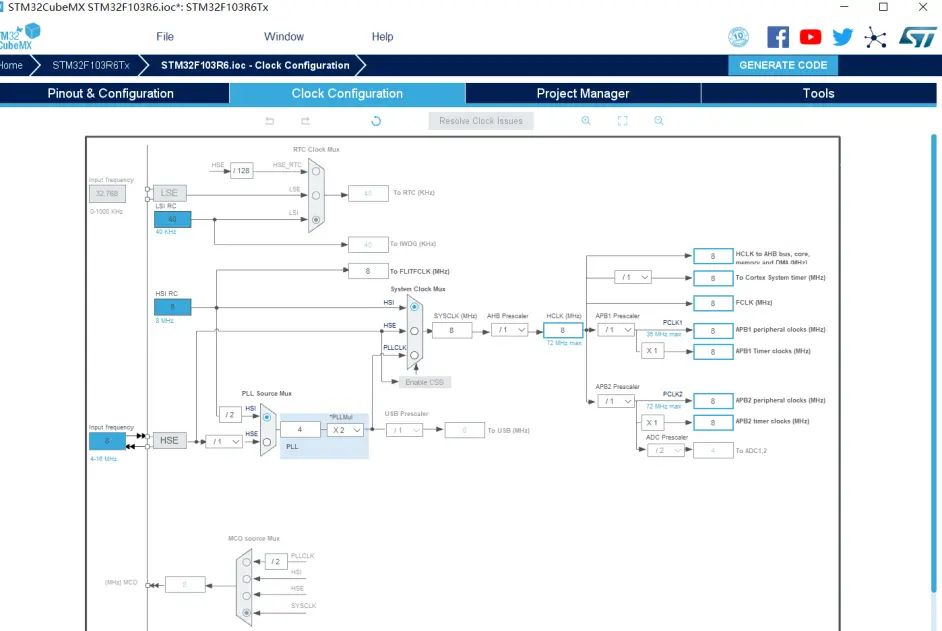 STM32CubeMX STM32F103R6.ioc*: STM32F103R6Tx
STM32
CubeMX
File
Window
Help
10
ST
Home
STM32F103R6Tx
STM32F103R6.ioc - Clock Configuration
GENERATE CODE
Pinout & Configuration
Clock Configuration
Project Manager
Tools
Resolve Clock Issues
RTC Clock Mux
HSE
/ 128
HSE_RTC
Input frequency
32.768
LSE
LSE
40
To RTC (KHz)
0-1000 KHz
LSI RC
40
LSI
40 KHz
40
To IWDG (KHz)
8
To FLITFCLK (MHz)
System Clock Mux
HSI RC
8
8 MHz
HSI
HSE
PLLCLK
SYSCLK (MHz)
8
AHB Prescaler
/ 1
HCLK (MHz)
8
72 MHz max
8
HCLK to AHB bus, core,
memory and DMA (MHz)
/ 1
8
To Cortex System timer (MHz)
8
FCLK (MHz)
APB1 Prescaler
/ 1
PCLK1
36 MHz max
8
APB1 peripheral clocks (MHz)
X 1
8
APB1 Timer clocks (MHz)
Enable CSS
APB2 Prescaler
/ 1
PCLK2
72 MHz max
8
APB2 peripheral clocks (MHz)
X 1
8
APB2 timer clocks (MHz)
ADC Prescaler
/ 2
4
To ADC1,2
PLL Source Mux
/ 2
HSI
HSE
4
*PLLMul
X 2
PLL
USB Prescaler
/ 1
8
To USB (MHz)
Input frequency
8
HSE
/ 1
4-16 MHz
MCO source Mux
/ 2
PLLCLK
HSI
HSE
SYSCLK
(MHz) MCO
8